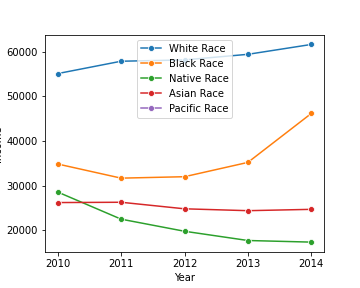 60000
50000
40000
30000
20000
White Race
Black Race
Native Race
Asian Race
Pacific Race
2010 2011 2012 2013 2014
Year